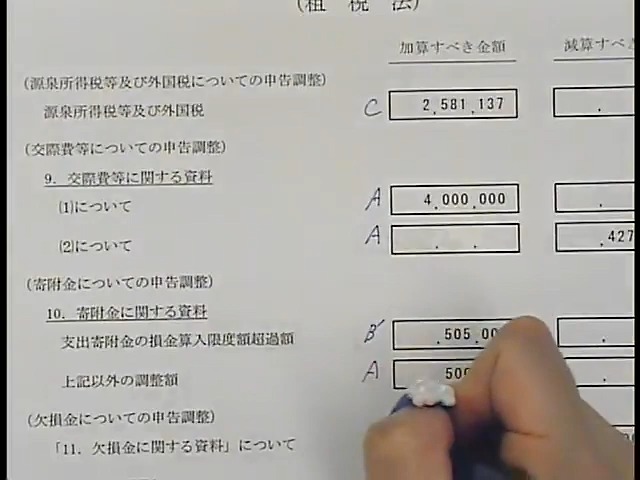 (租 税 法)
加算すべき金額 減算すべ
(源泉所得税等及び外国税についての申告調整)
源泉所得税等及び外国税 C 2,581,137
(交際費等についての申告調整)
9. 交際費等に関する資料
(1)について A 4,000,000
(2)について A ,427
(寄附金についての申告調整)
10. 寄附金に関する資料
支出寄附金の損金算入限度額超過額 B ,505,00
上記以外の調整額 A 500
(欠損金についての申告調整)
「11. 欠損金に関する資料」について